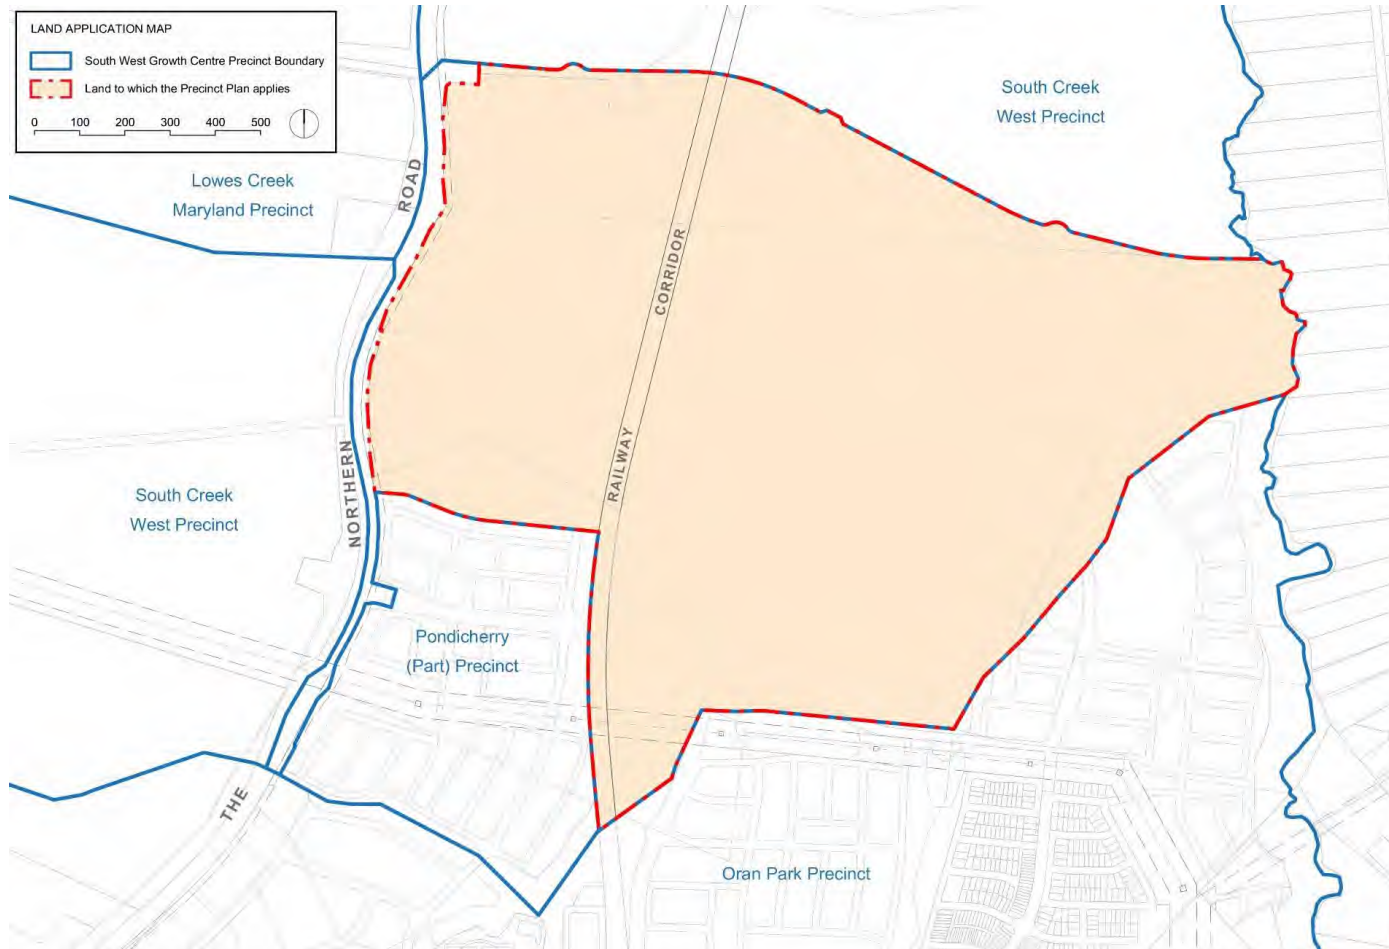 LAND APPLICATION MAP
South West Growth Centre Precinct Boundary
Land to which the Precinct Plan applies
0 100 200 300 400 500
South Creek
West Precinct
Lowes Creek
Maryland Precinct
ROAD
CORRIDOR
RAILWAY
NORTHERN
South Creek
West Precinct
Pondicherry
(Part) Precinct
THE
Oran Park Precinct